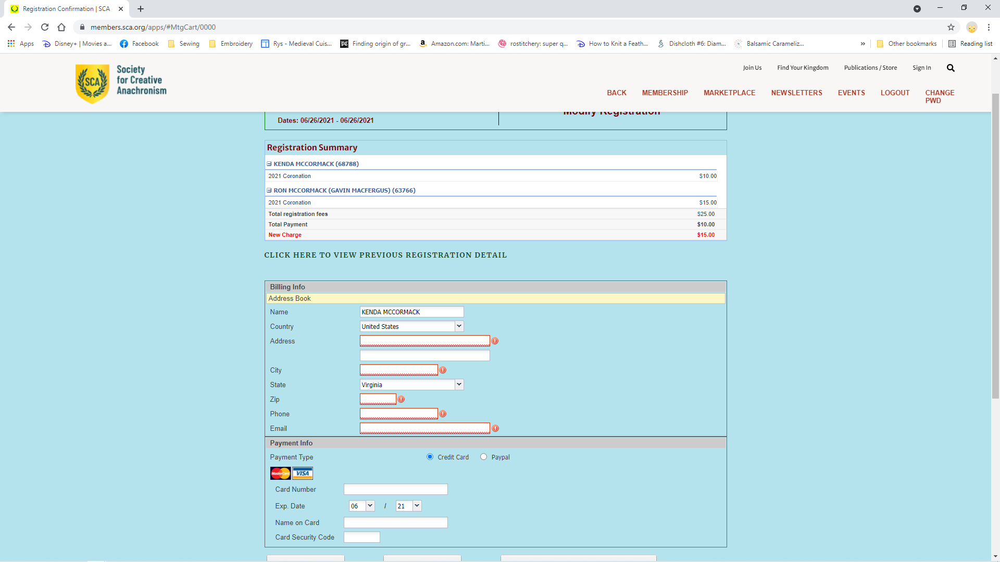 Registration Confirmation | SCA
members.sca.org/apps/#MtgCart/0000
Apps Disney+ | Movies a... Facebook Sewing Embroidery Rys - Medieval Cuis... Finding origin of gr... Amazon.com: Marti... rostitchery: super q... How to Knit a Feath... Dishcloth #6: Diam... Balsamic Carameliz... » Other bookmarks Reading list
SCA
Society
for Creative
Anachronism
Join Us Find Your Kingdom Publications / Store Sign In
BACK MEMBERSHIP MARKETPLACE NEWSLETTERS EVENTS LOGOUT CHANGE
PWD
Modify Registration
Dates: 06/26/2021 - 06/26/2021
Registration Summary
KENDA MCCORMACK (68788)
2021 Coronation $10.00
RON MCCORMACK (GAVIN MACFERGUS) (63766)
2021 Coronation $15.00
Total registration fees $25.00
Total Payment $10.00
New Charge $15.00
CLICK HERE TO VIEW PREVIOUS REGISTRATION DETAIL
Billing Info
Address Book
Name KENDA MCCORMACK
Country United States
Address
City
State Virginia
Zip
Phone
Email
Payment Info
Payment Type Credit Card Paypal
MasterCard VISA
Card Number
Exp. Date 06 / 21
Name on Card
Card Security Code